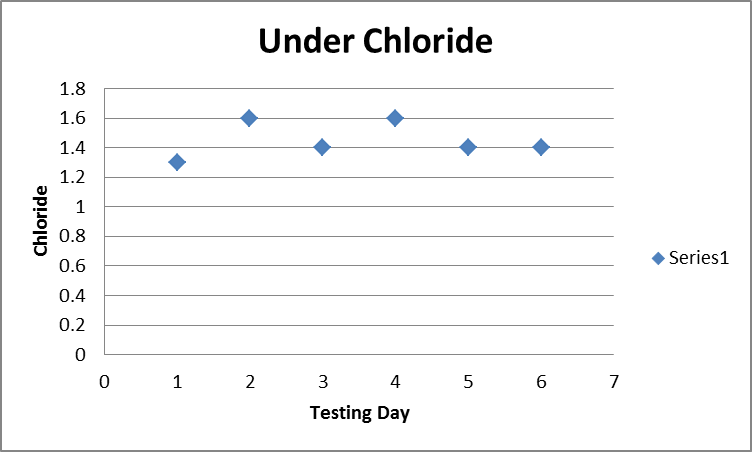 Under Chloride
1.8
1.6
1.4
1.2
1
0.8
0.6
0.4
0.2
0
Chloride
0 1 2 3 4 5 6 7
Testing Day
Series1